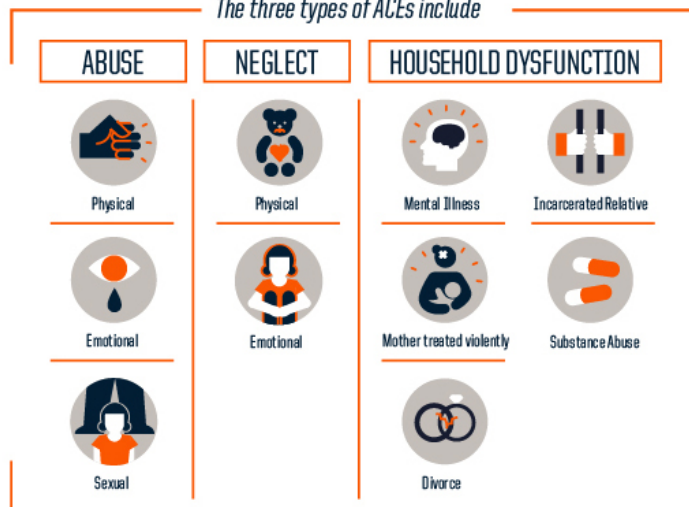 The three types of ACEs include
ABUSE
NEGLECT
HOUSEHOLD DYSFUNCTION
Physical
Physical
Mental Illness
Incarcerated Relative
Emotional
Emotional
Mother treated violently
Substance Abuse
Sexual
Divorce